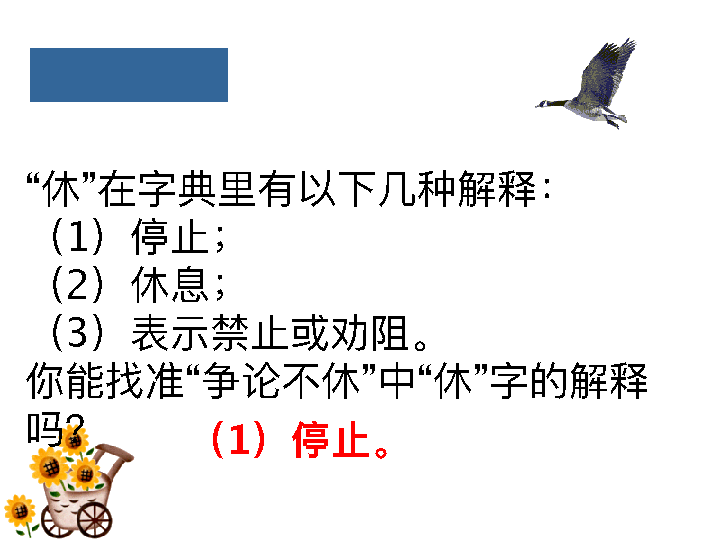 “休”在字典里有以下几种解释：
（1）停止；
（2）休息；
（3）表示禁止或劝阻。
你能找准“争论不休”中“休”字的解释
吗？
（1）停止。